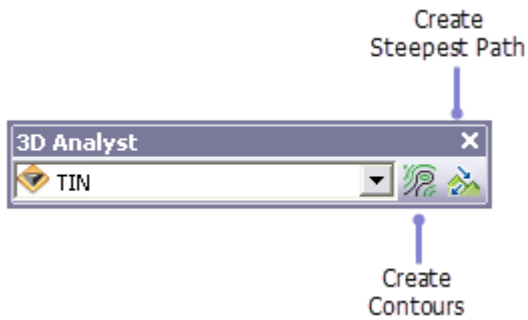 Create
Steepest Path
3D Analyst
TIN
Create
Contours